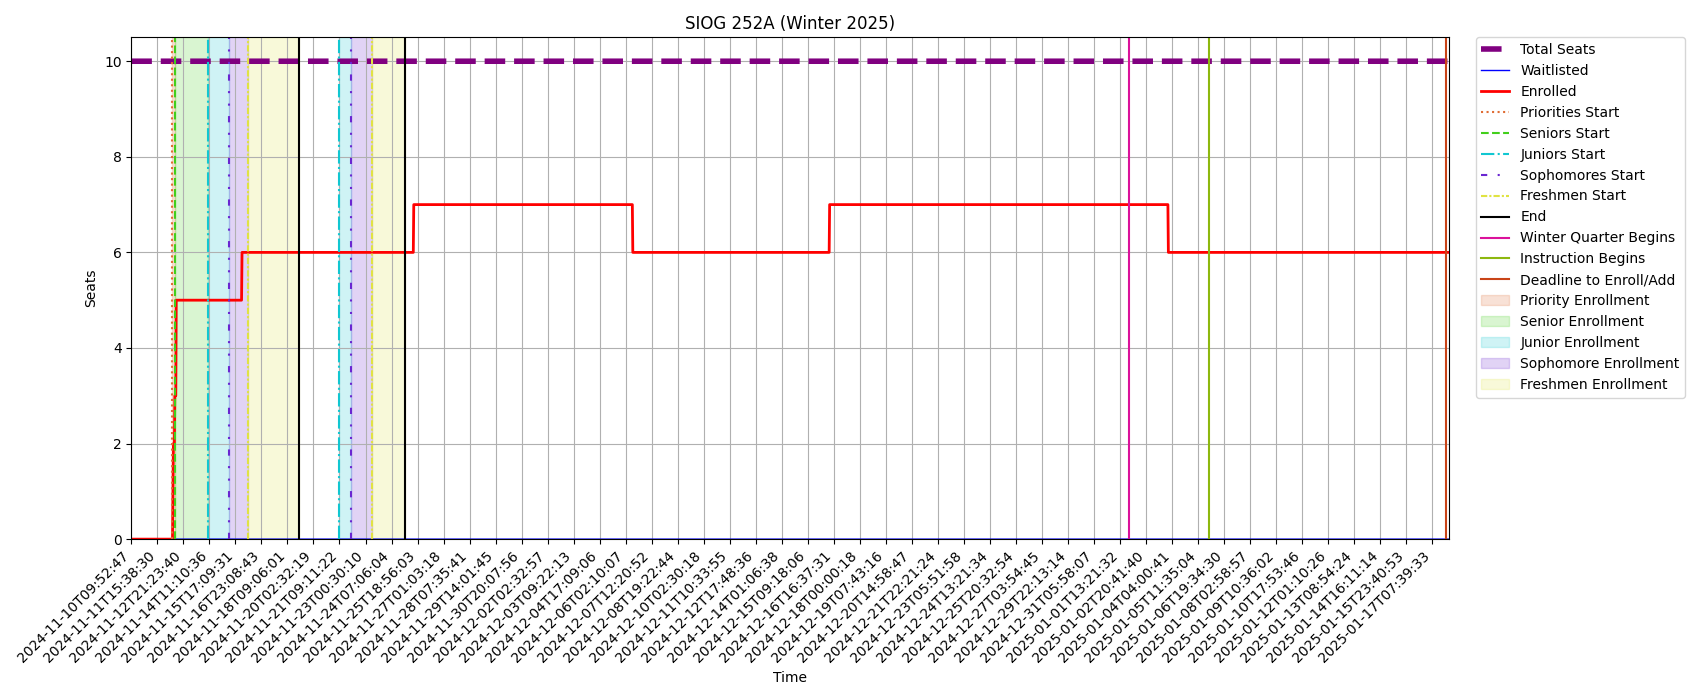 SIOG 252A (Winter 2025)
Seats
10
8
6
4
2
0
2024-11-10T09:52:47
2024-11-11T15:38:30
2024-11-12T21:23:40
2024-11-14T11:10:36
2024-11-15T17:09:31
2024-11-16T23:08:43
2024-11-18T09:06:01
2024-11-20T02:32:19
2024-11-21T09:11:22
2024-11-23T00:30:10
2024-11-24T07:06:04
2024-11-25T18:56:03
2024-11-27T01:03:18
2024-11-28T07:35:41
2024-11-29T14:01:45
2024-11-30T20:07:56
2024-12-02T02:32:57
2024-12-03T09:22:13
2024-12-04T17:09:06
2024-12-06T02:10:07
2024-12-07T12:20:52
2024-12-08T19:22:44
2024-12-10T02:30:18
2024-12-11T10:33:55
2024-12-12T17:48:36
2024-12-14T01:06:38
2024-12-15T09:18:06
2024-12-16T16:37:31
2024-12-18T00:00:18
2024-12-19T07:43:16
2024-12-20T14:58:47
2024-12-21T22:21:24
2024-12-23T05:51:58
2024-12-24T13:21:34
2024-12-25T20:32:54
2024-12-27T03:54:45
2024-12-29T22:13:14
2024-12-31T05:58:07
2025-01-01T13:21:32
2025-01-02T20:41:40
2025-01-04T04:00:41
2025-01-05T11:35:04
2025-01-06T19:34:30
2025-01-08T02:58:57
2025-01-09T10:36:02
2025-01-10T17:53:46
2025-01-12T01:10:26
2025-01-13T08:54:24
2025-01-14T16:11:14
2025-01-15T23:40:53
2025-01-17T07:39:33
Time
Total Seats
Waitlisted
Enrolled
Priorities Start
Seniors Start
Juniors Start
Sophomores Start
Freshmen Start
End
Winter Quarter Begins
Instruction Begins
Deadline to Enroll/Add
Priority Enrollment
Senior Enrollment
Junior Enrollment
Sophomore Enrollment
Freshmen Enrollment